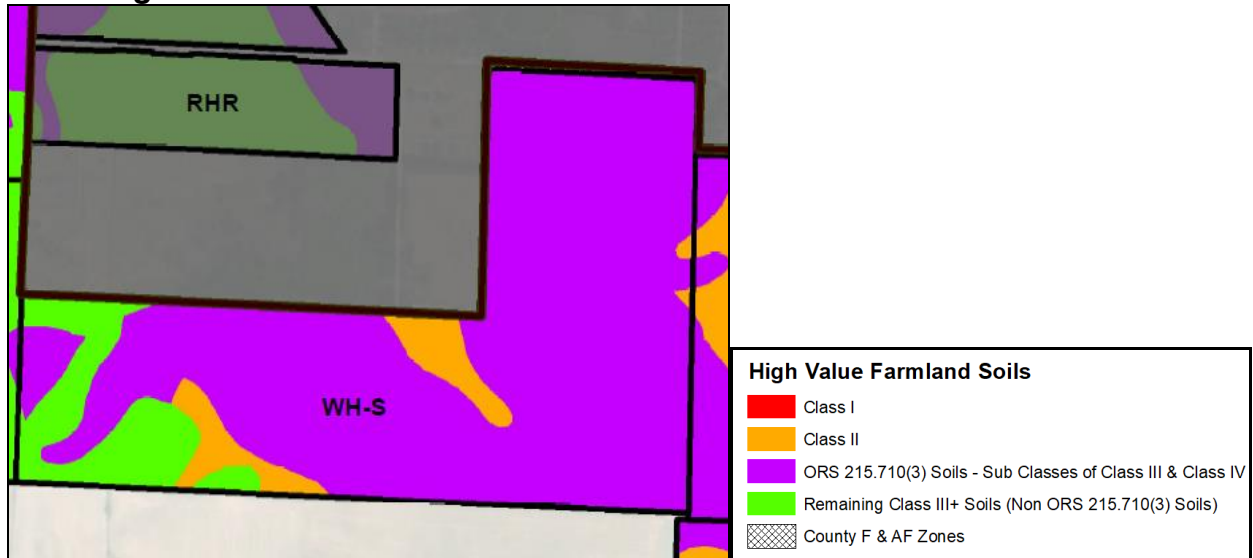 RHR
WH-S
High Value Farmland Soils
Class I
Class II
ORS 215.710(3) Soils - Sub Classes of Class III & Class IV
Remaining Class III+ Soils (Non ORS 215.710(3) Soils)
County F & AF Zones